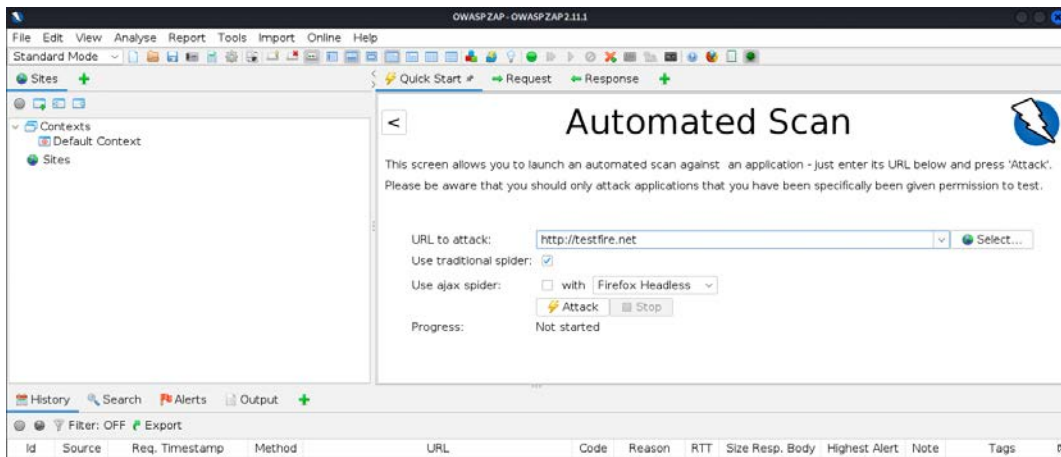 OWASP ZAP - OWASP ZAP 2.11.1
File Edit View Analyse Report Tools Import Online Help
Standard Mode
Sites
Quick Start Request Response
Contexts
Default Context
Sites
<
Automated Scan
This screen allows you to launch an automated scan against an application - just enter its URL below and press 'Attack'.
Please be aware that you should only attack applications that you have been specifically been given permission to test.
URL to attack: http://testfire.net Select...
Use traditional spider:
Use ajax spider: with Firefox Headless
Attack Stop
Progress: Not started
History Search Alerts Output
Filter: OFF Export
Id Source Req. Timestamp Method URL Code Reason RTT Size Resp. Body Highest Alert Note Tags